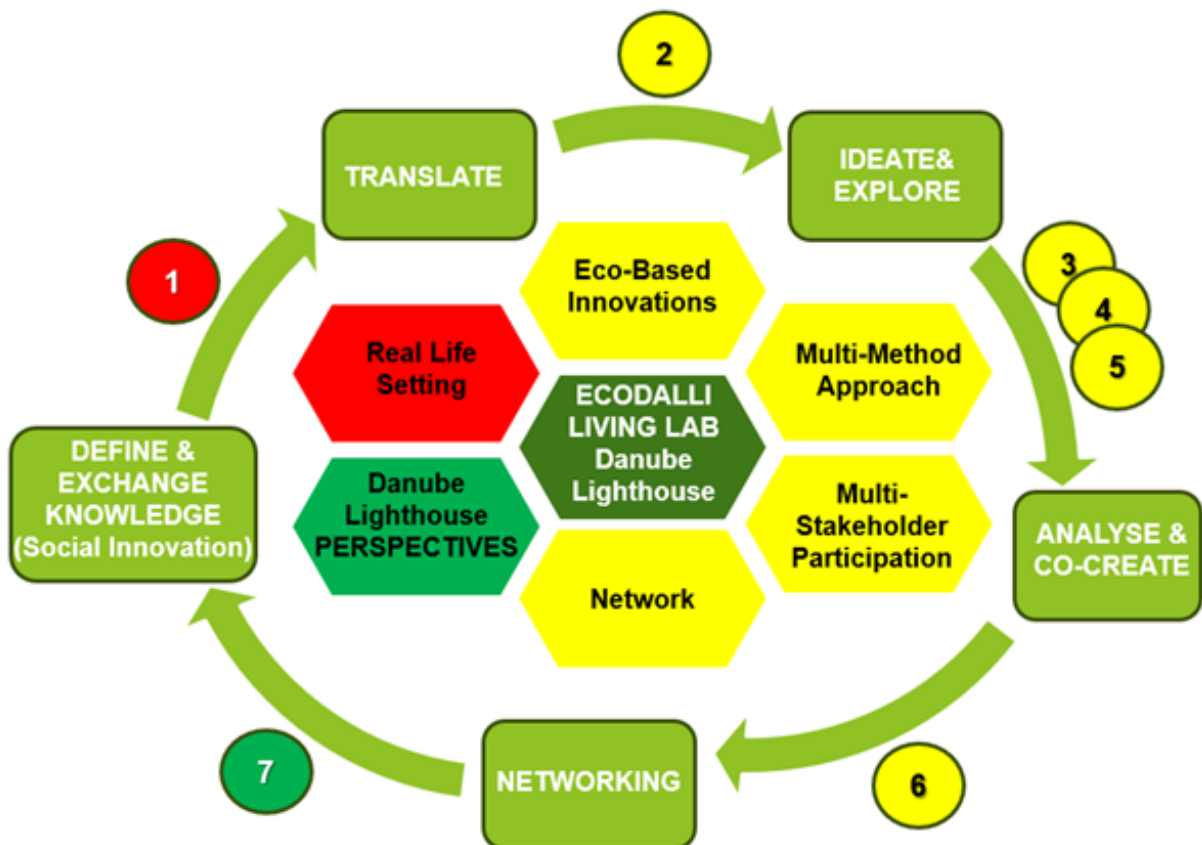 2
TRANSLATE
IDEATE&
EXPLORE
1
3
4
5
Eco-Based
Innovations
Real Life
Setting
Multi-Method
Approach
ECODALLI
LIVING LAB
Danube
Lighthouse
DEFINE &
EXCHANGE
KNOWLEDGE
(Social Innovation)
Danube
Lighthouse
PERSPECTIVES
Multi-
Stakeholder
Participation
ANALYSE &
CO-CREATE
Network
7
NETWORKING
6